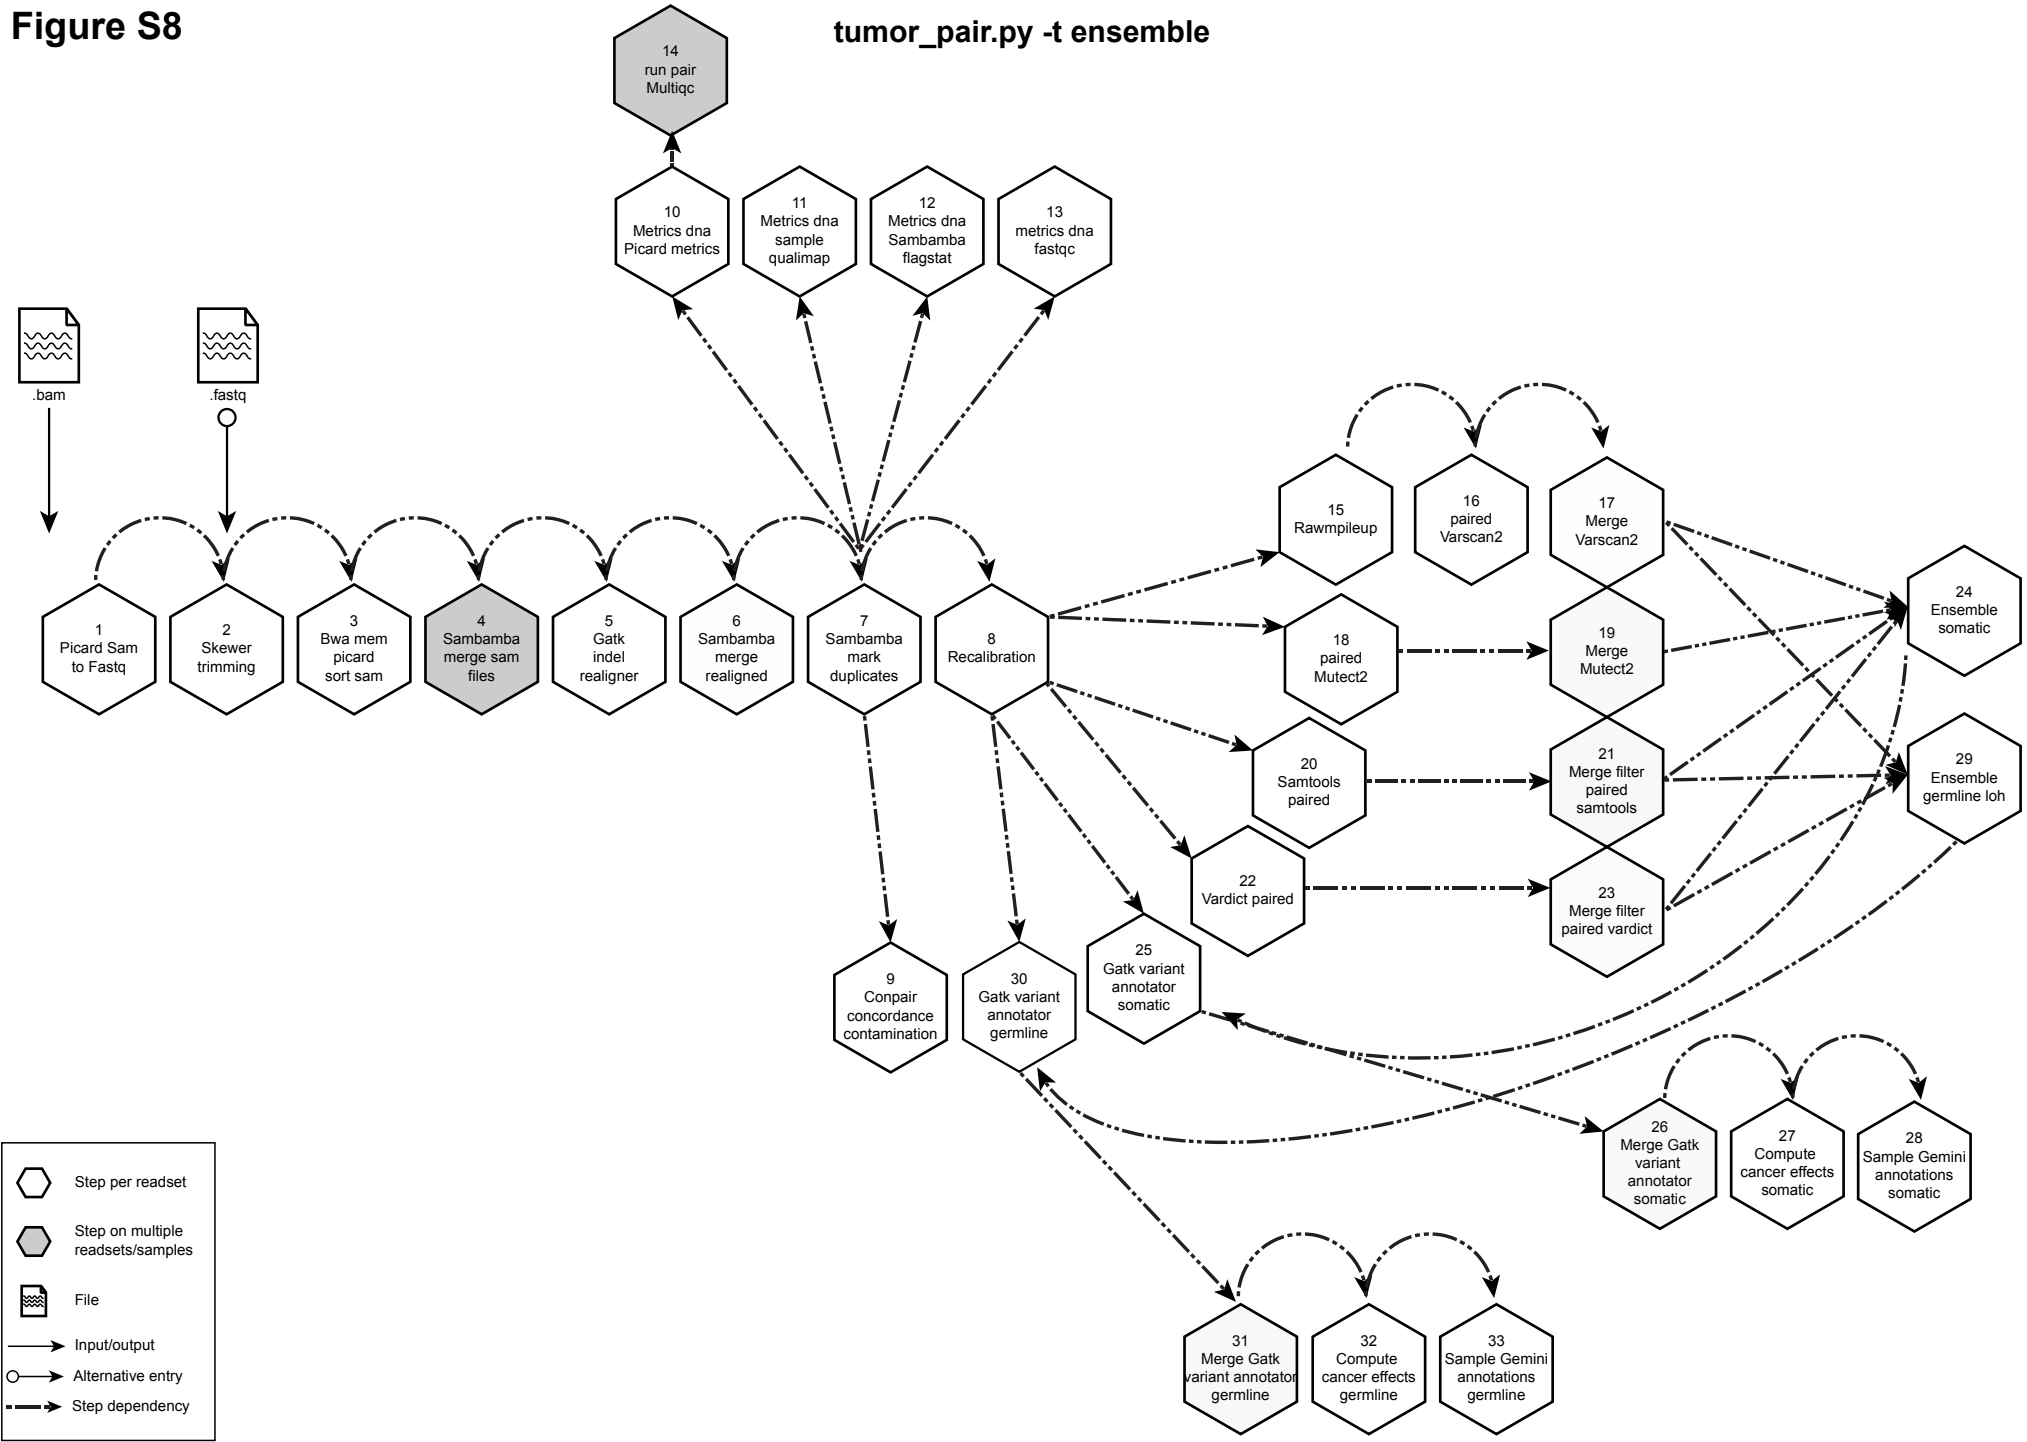 Figure S8
tumor_pair.py -t ensemble
14
run pair
Multiqc
10
Metrics dna
Picard metrics
11
Metrics dna
sample
qualimap
12
Metrics dna
Sambamba
flagstat
13
metrics dna
fastqc
.bam
.fastq
1
Picard Sam
to Fastq
2
Skewer
trimming
3
Bwa mem
picard
sort sam
4
Sambamba
merge sam
files
5
Gatk
indel
realigner
6
Sambamba
merge
realigned
7
Sambamba
mark
duplicates
8
Recalibration
15
Rawmpileup
16
paired
Varscan2
17
Merge
Varscan2
18
paired
Mutect2
19
Merge
Mutect2
20
Samtools
paired
21
Merge filter
paired
samtools
22
Vardict paired
23
Merge filter
paired vardict
24
Ensemble
somatic
29
Ensemble
germline loh
9
Conpair
concordance
contamination
30
Gatk variant
annotator
germline
25
Gatk variant
annotator
somatic
26
Merge Gatk
variant
annotator
somatic
27
Compute
cancer effects
somatic
28
Sample Gemini
annotations
somatic
31
Merge Gatk
variant annotator
germline
32
Compute
cancer effects
germline
33
Sample Gemini
annotations
germline
Step per readset
Step on multiple
readsets/samples
File
Input/output
Alternative entry
Step dependency